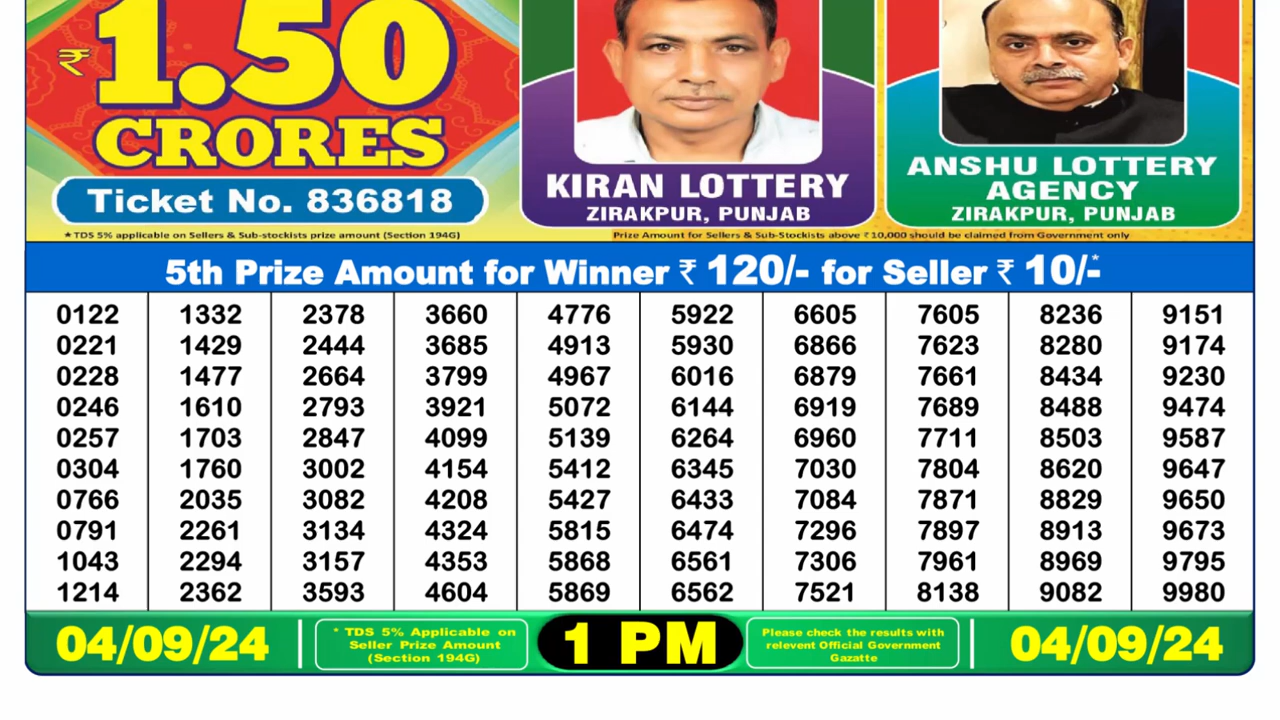 ₹ 1.50
CRORES
Ticket No. 836818
KIRAN LOTTERY
ZIRAKPUR, PUNJAB
ANSHU LOTTERY
AGENCY
ZIRAKPUR, PUNJAB
★TDS 5% applicable on Sellers & Sub-stockists prize amount (Section 194G)
Prize Amount for Sellers & Sub-Stockists above ₹10,000 should be claimed from Government only
5th Prize Amount for Winner ₹ 120/- for Seller ₹ 10/-*
0122 1332 2378 3660 4776 5922 6605 7605 8236 9151
0221 1429 2444 3685 4913 5930 6866 7623 8280 9174
0228 1477 2664 3799 4967 6016 6879 7661 8434 9230
0246 1610 2793 3921 5072 6144 6919 7689 8488 9474
0257 1703 2847 4099 5139 6264 6960 7711 8503 9587
0304 1760 3002 4154 5412 6345 7030 7804 8620 9647
0766 2035 3082 4208 5427 6433 7084 7871 8829 9650
0791 2261 3134 4324 5815 6474 7296 7897 8913 9673
1043 2294 3157 4353 5868 6561 7306 7961 8969 9795
1214 2362 3593 4604 5869 6562 7521 8138 9082 9980
04/09/24
* TDS 5% Applicable on
Seller Prize Amount
(Section 194G)
1 PM
Please check the results with
relevent Official Government
Gazatte
04/09/24